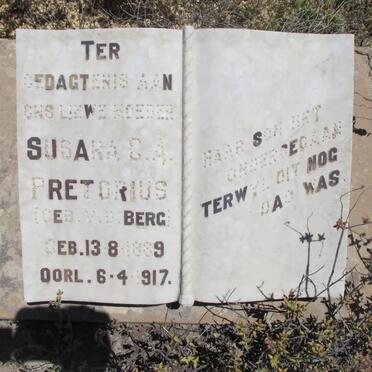 TER
GEDAGTENIS AAN
ONS LIEWE MOEDER
SUSARA C.A.
PRETORIUS
(GEB. V.D. BERG)
GEB. 13 8 1889
OORL. 6-4 1917.
HAAR SON HET
ONDERGEGAAN
TERWYL DIT NOG
DAG WAS